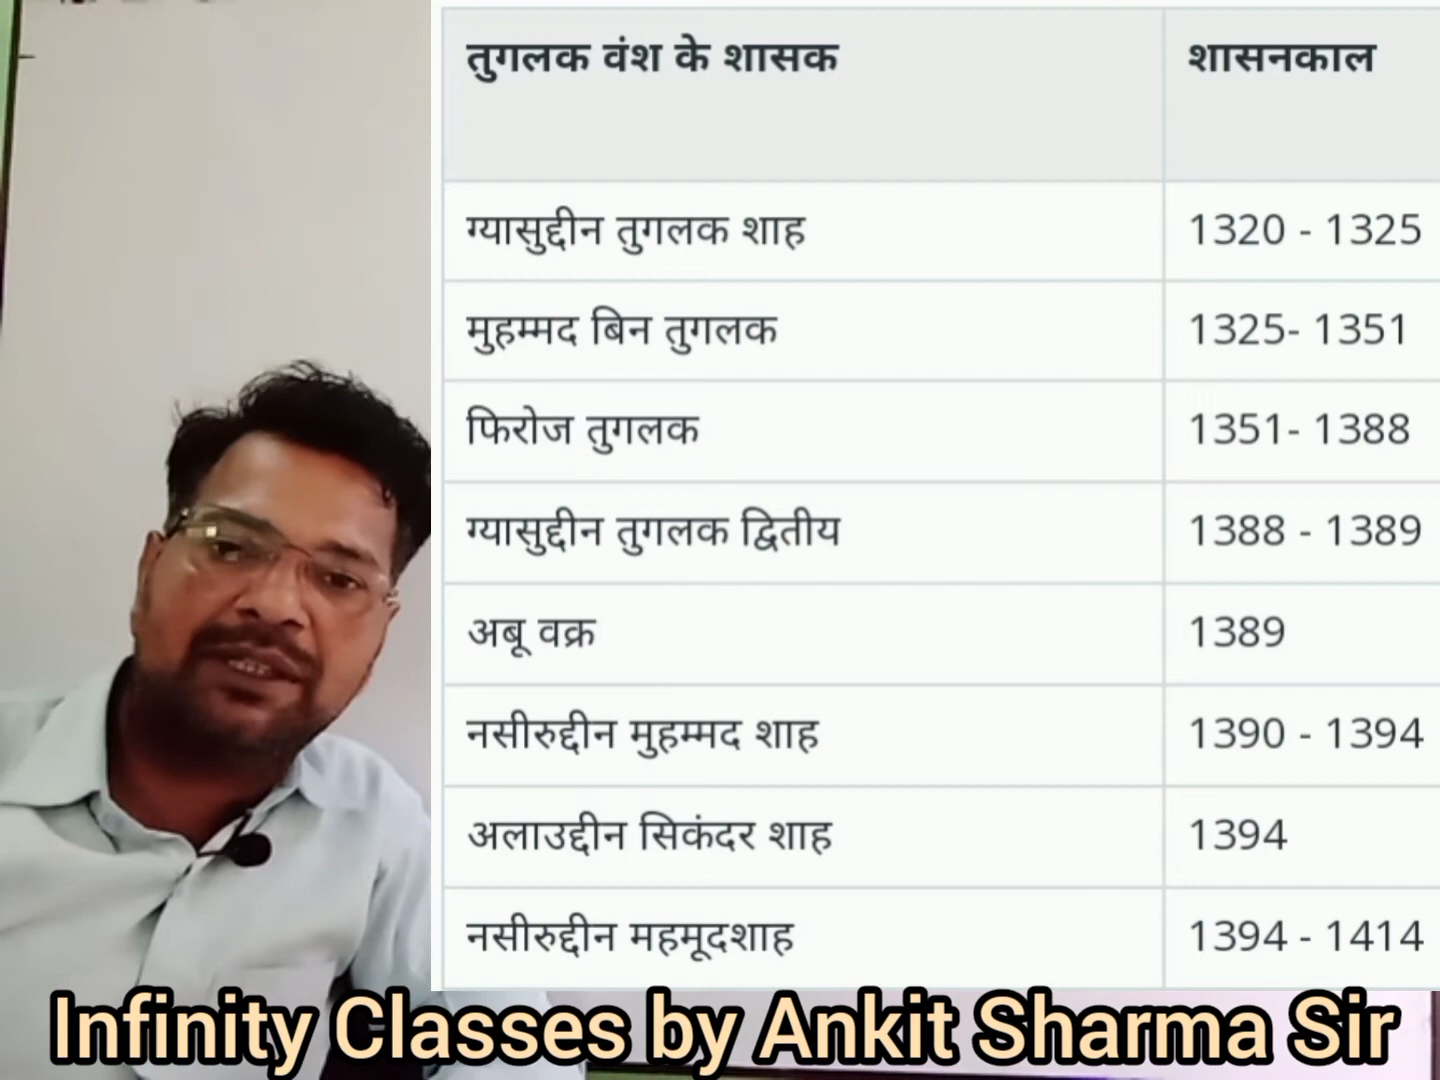 तुगलक वंश के शासक शासनकाल
ग्यासुद्दीन तुगलक शाह 1320 - 1325
मुहम्मद बिन तुगलक 1325- 1351
फिरोज तुगलक 1351- 1388
ग्यासुद्दीन तुगलक द्वितीय 1388 - 1389
अबू वक्र 1389
नसीरुद्दीन मुहम्मद शाह 1390 - 1394
अलाउद्दीन सिकंदर शाह 1394
नसीरुद्दीन महमूदशाह 1394 - 1414
Infinity Classes by Ankit Sharma Sir